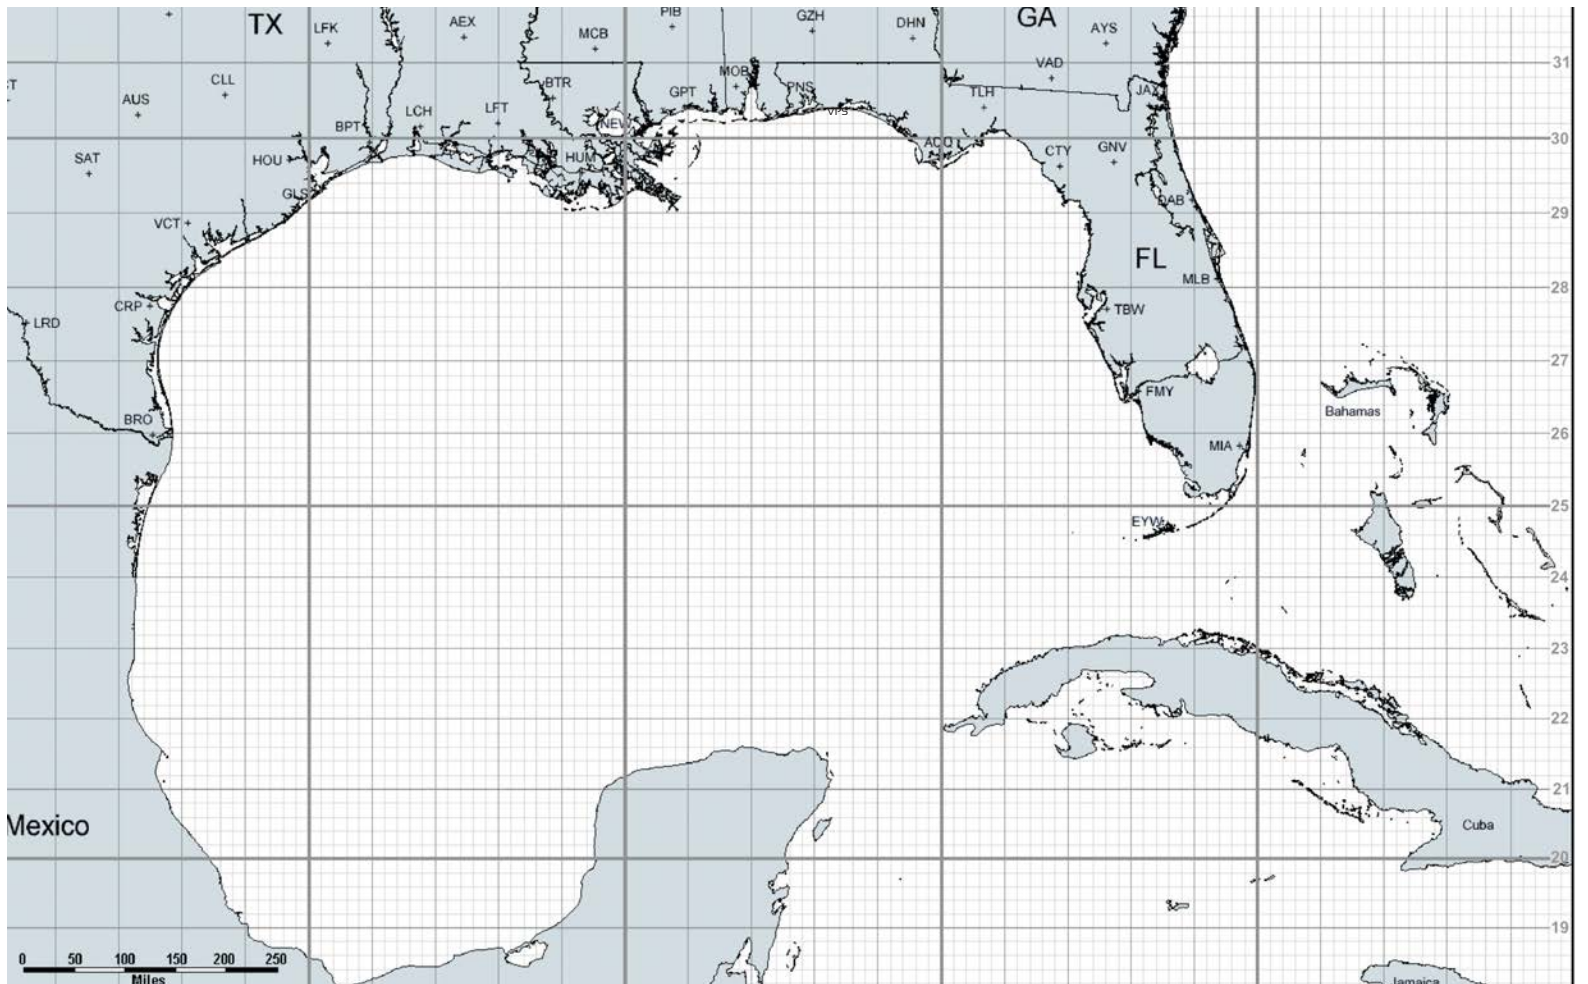 TX
GA
LFK
AEX
MCB
PIB
GZH
DHN
AYS
31
CLL
BTR
MOB
VAD
AUS
LCH
LFT
GPT
PNS
VPS
TLH
JAX
BPT
NEW
30
SAT
HOU
HUM
AQQ
CTY
GNV
GLS
DAB
29
VCT
FL
CRP
MLB
28
LRD
TBW
27
FMY
Bahamas
BRO
MIA
26
25
EYW
24
23
22
21
Mexico
Cuba
20
19
0 50 100 150 200 250
Miles
Jamaica